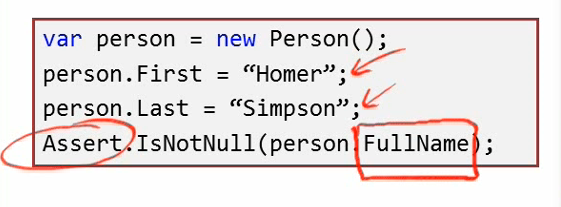 var person = new Person();
person.First = “Homer”;
person.Last = “Simpson”;
Assert.IsNotNull(person.FullName);